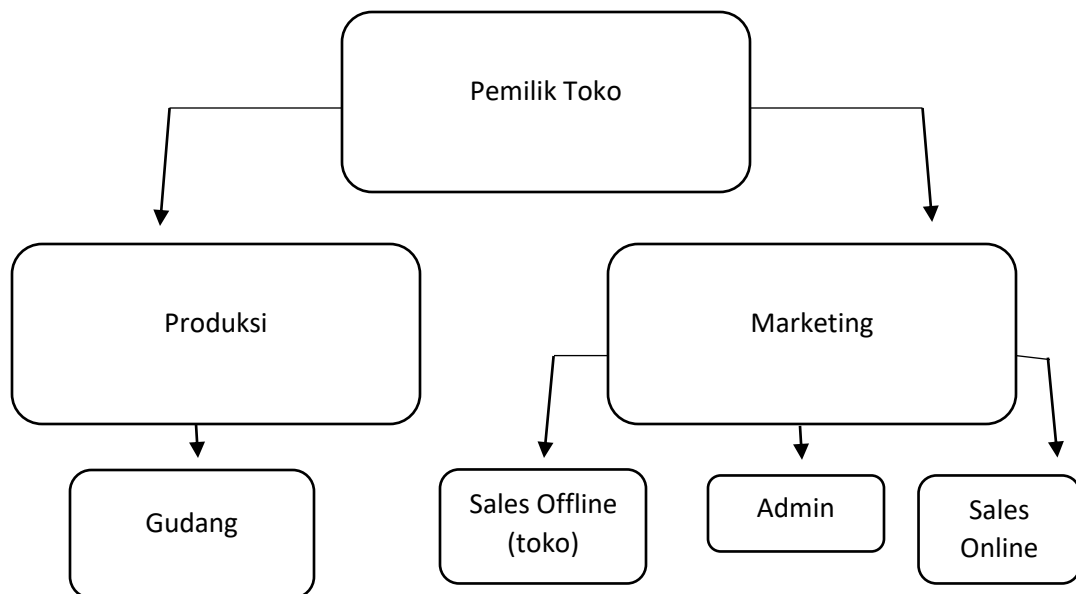 Pemilik Toko
Produksi
Marketing
Gudang
Sales Offline
(toko)
Admin
Sales
Online